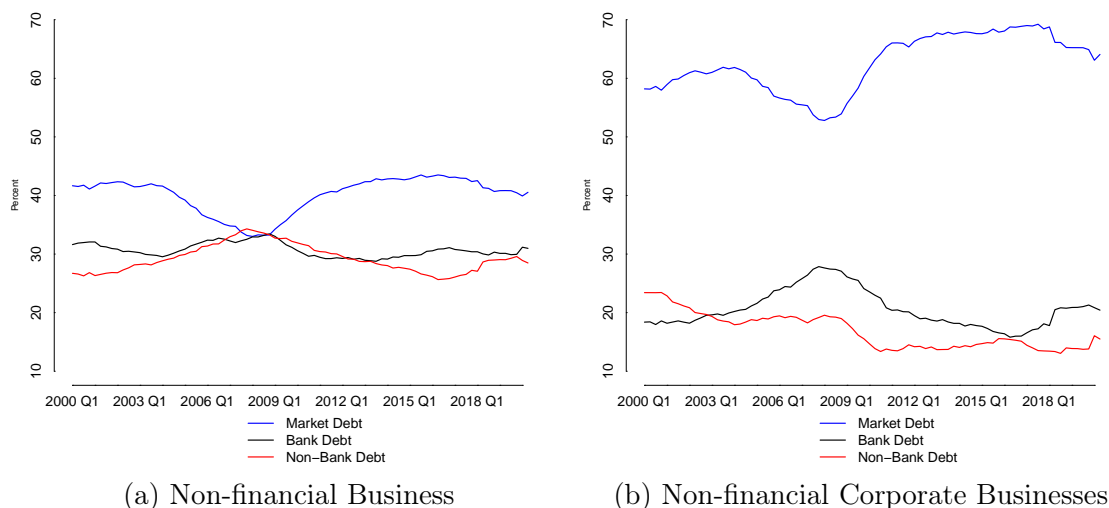 Percent
70
60
50
40
30
20
10
2000 Q1 2003 Q1 2006 Q1 2009 Q1 2012 Q1 2015 Q1 2018 Q1
Market Debt
Bank Debt
Non−Bank Debt
(a) Non-financial Business
Percent
70
60
50
40
30
20
10
2000 Q1 2003 Q1 2006 Q1 2009 Q1 2012 Q1 2015 Q1 2018 Q1
Market Debt
Bank Debt
Non−Bank Debt
(b) Non-financial Corporate Businesses